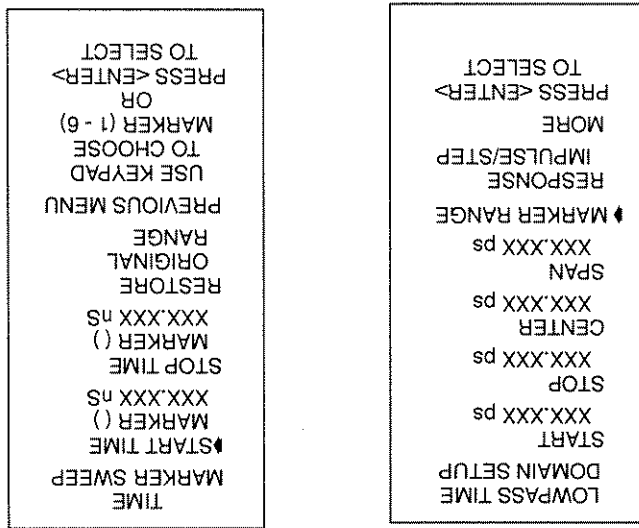 LOWPASS TIME
DOMAIN SETUP
START
XXX.XXX ps
STOP
XXX.XXX ps
CENTER
XXX.XXX ps
SPAN
XXX.XXX ps
MARKER RANGE
RESPONSE
IMPULSE/STEP
MORE
PRESS <ENTER>
TO SELECT
TIME
MARKER SWEEP
START TIME
MARKER ( )
XXX.XXX nS
STOP TIME
MARKER ( )
XXX.XXX nS
RESTORE
ORIGINAL
RANGE
PREVIOUS MENU
USE KEYPAD
TO CHOOSE
MARKER (1 - 6)
OR
PRESS <ENTER>
TO SELECT